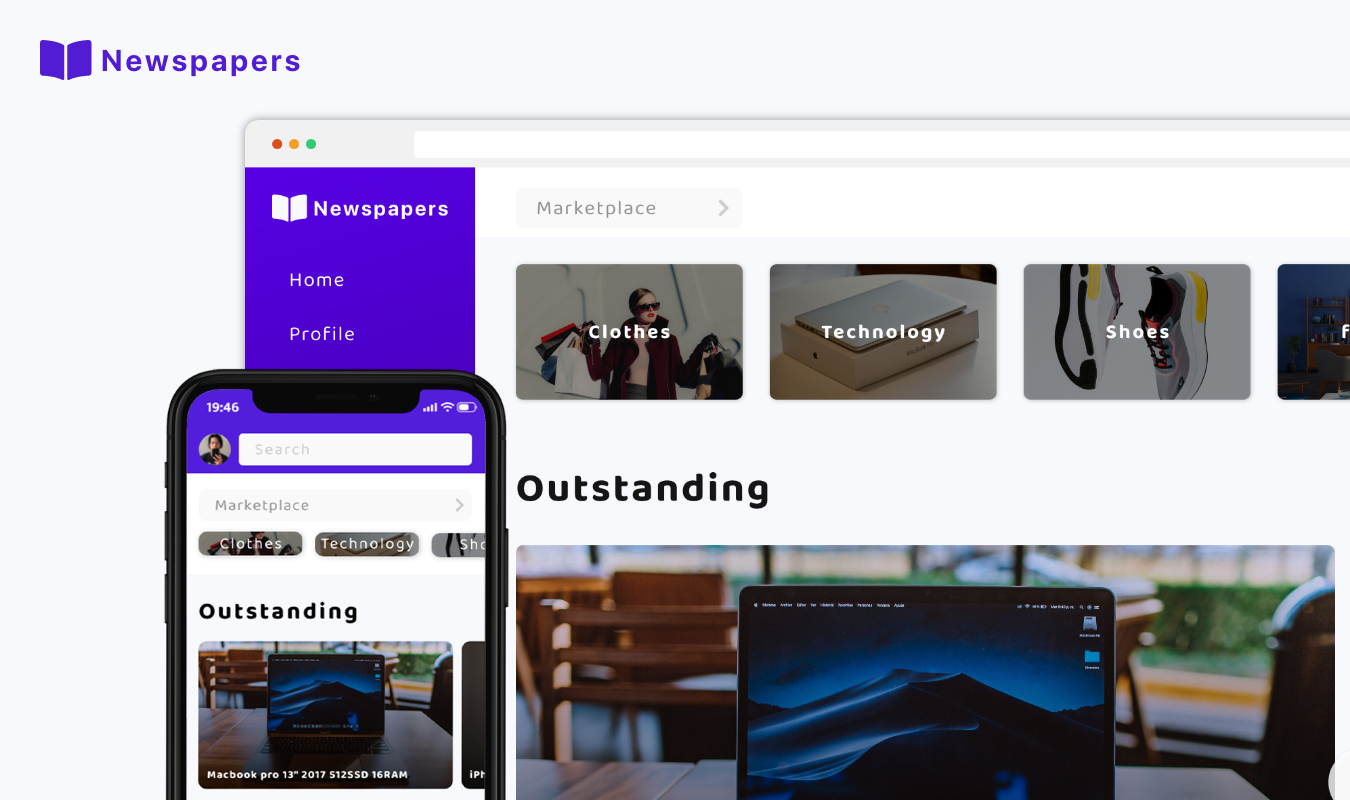 Newspapers
Newspapers
Marketplace
Home
Profile
Clothes
Technology
Shoes
f
19:46
Search
Marketplace
Clothes
Technology
Sho
Outstanding
Macbook pro 13" 2017 512SSD 16RAM
iPh
Outstanding